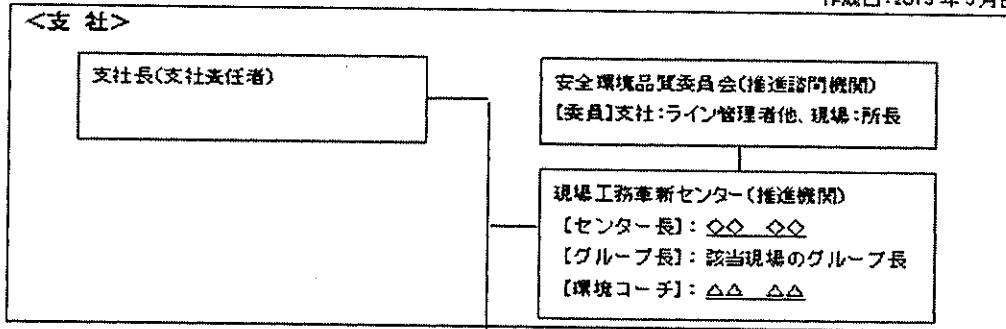 <支 社>
支社長(支社責任者)
安全環境品質委員会(推進諮問機関)
【委員】支社:ライン管理者他、現場:所長
現場工務革新センター(推進機関)
【センター長】: ◇◇ ◇◇
【グループ長】: 該当現場のグループ長
【環境コーチ】: △△ △△